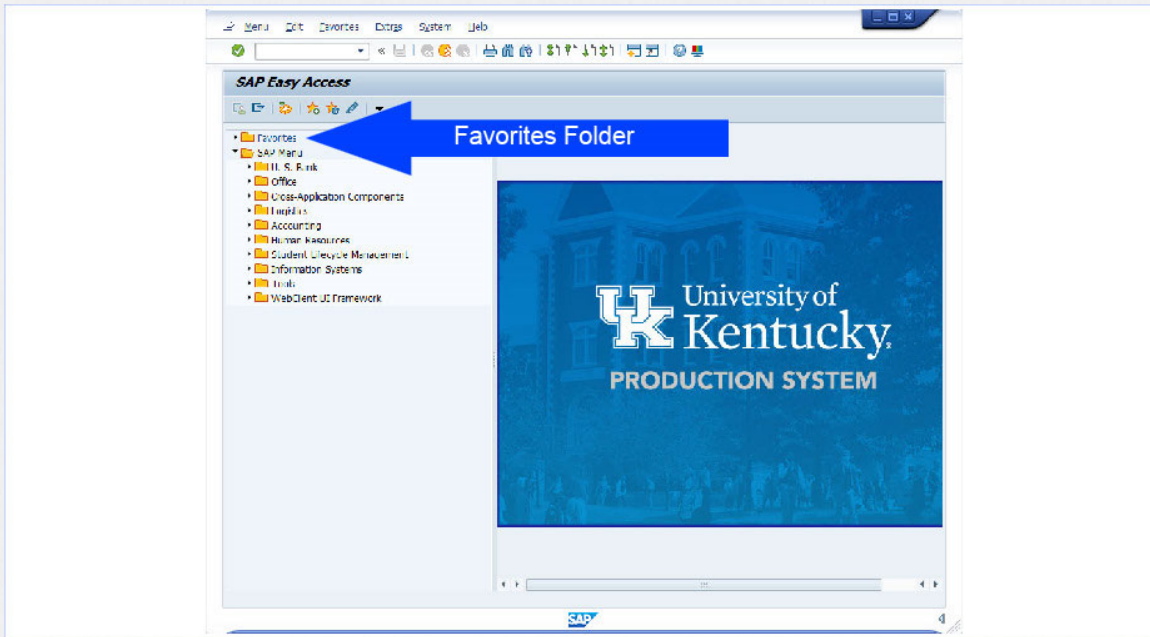 Menu Edit Favorites Extras System Help
SAP Easy Access
Favorites Folder
Favorites
SAP Menu
U. S. Bank
Office
Cross-Application Components
Logistics
Accounting
Human Resources
Student Lifecycle Management
Information Systems
Tools
WebClient UI Framework
UK
University of
Kentucky.
PRODUCTION SYSTEM
SAP